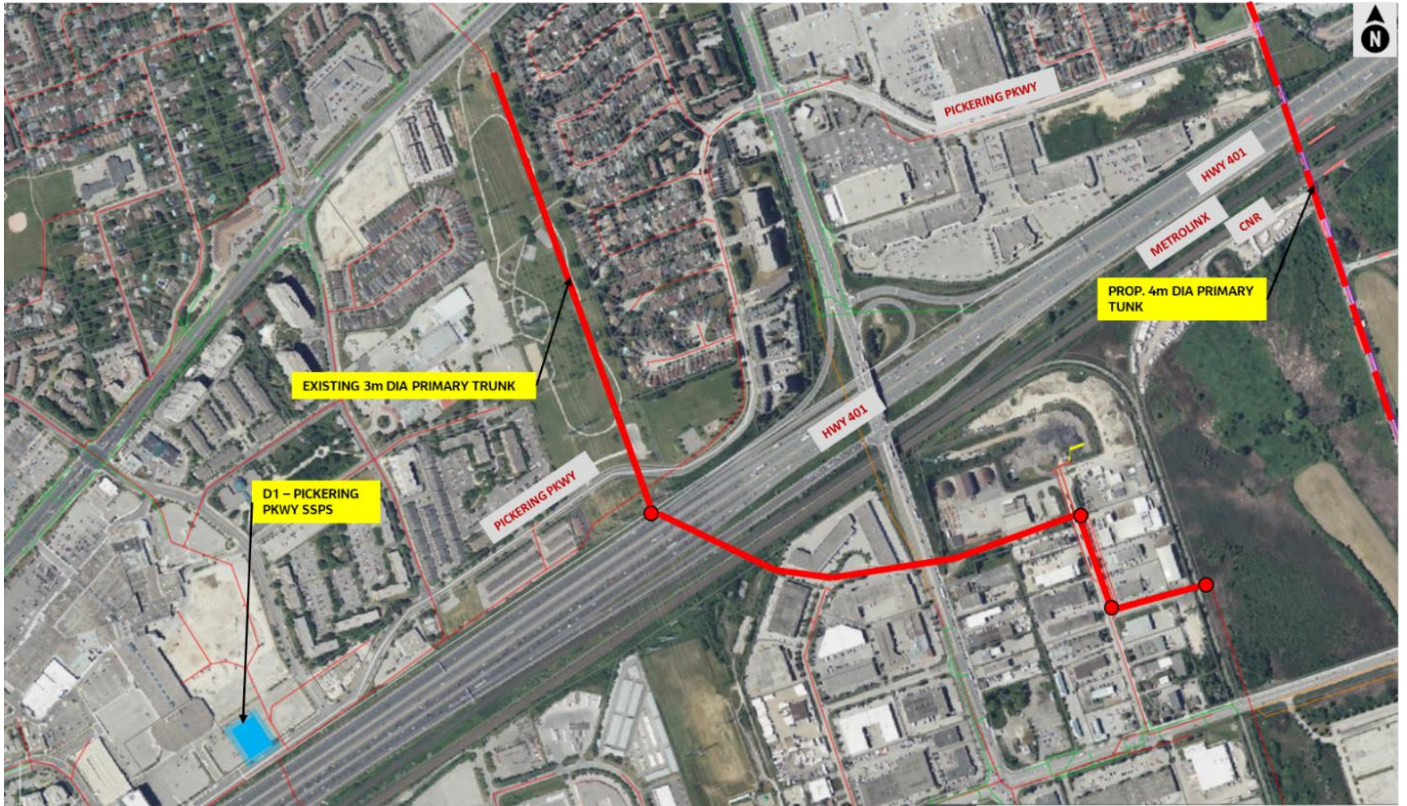 N
PICKERING PKWY
HWY 401
METROLINX
CNR
PROP. 4m DIA PRIMARY
TUNK
EXISTING 3m DIA PRIMARY TRUNK
HWY 401
PICKERING PKWY
D1 – PICKERING
PKWY SSPS